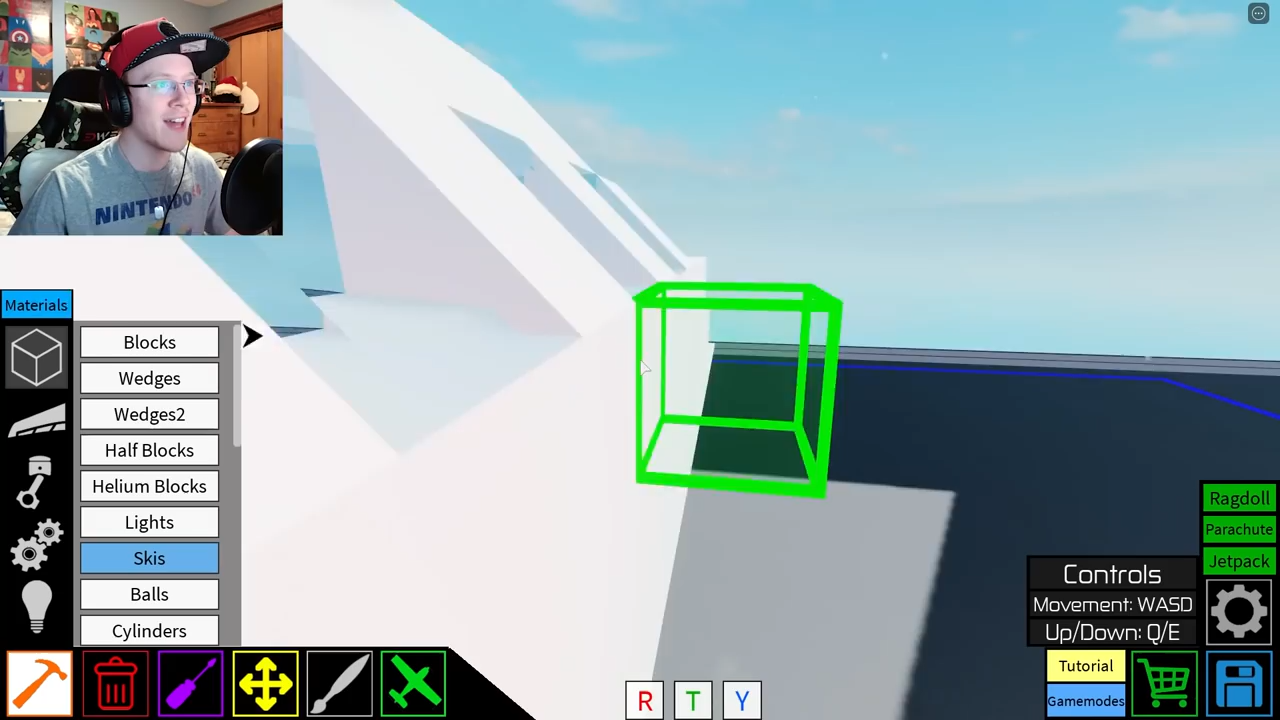 NINTENDO
Materials
Blocks
Wedges
Wedges2
Half Blocks
Helium Blocks
Lights
Skis
Balls
Cylinders
Ragdoll
Parachute
Jetpack
Controls
Movement: WASD
Up/Down: Q/E
Tutorial
Gamemodes
R T Y